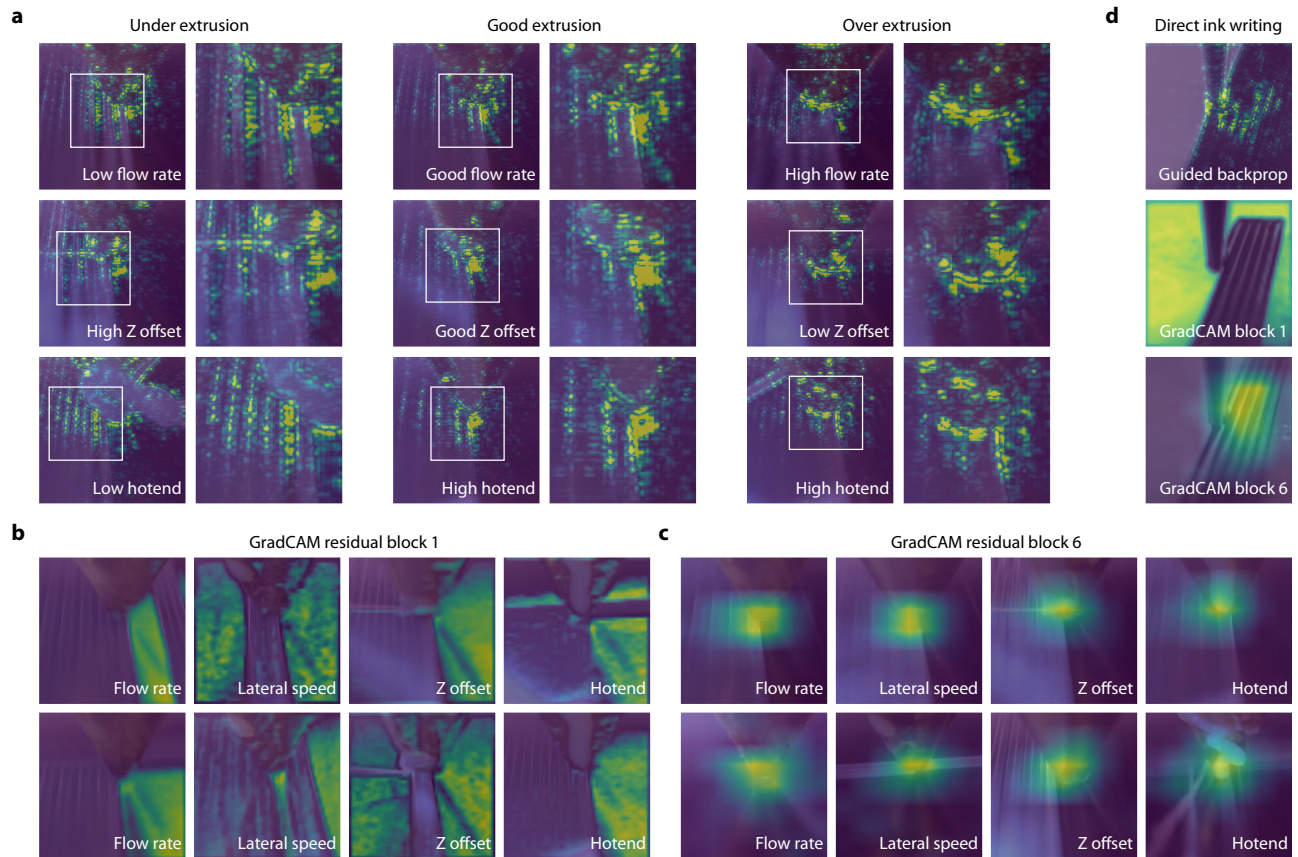 a
Under extrusion
Good extrusion
Over extrusion
d
Direct ink writing
Low flow rate
Good flow rate
High flow rate
Guided backprop
High Z offset
Good Z offset
Low Z offset
GradCAM block 1
Low hotend
High hotend
High hotend
GradCAM block 6
b
GradCAM residual block 1
c
GradCAM residual block 6
Flow rate
Lateral speed
Z offset
Hotend
Flow rate
Lateral speed
Z offset
Hotend
Flow rate
Lateral speed
Z offset
Hotend
Flow rate
Lateral speed
Z offset
Hotend